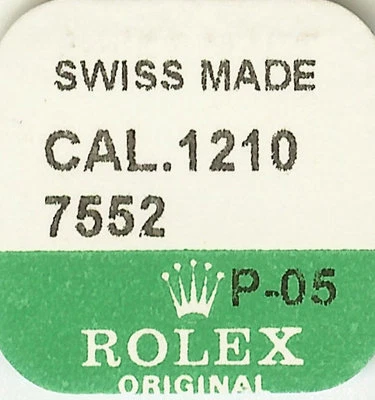 SWISS MADE
CAL.1210
7552
P-05
ROLEX
ORIGINAL